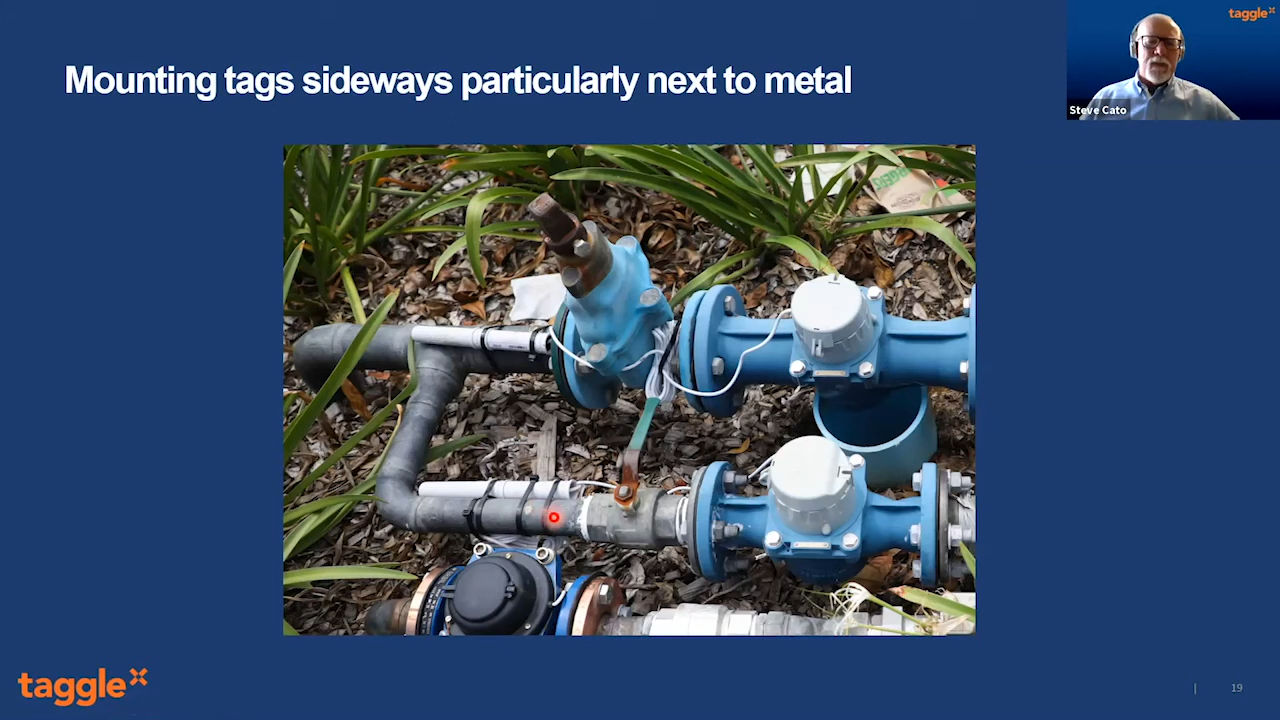 taggle
Steve Cato
Mounting tags sideways particularly next to metal
taggle
|
19